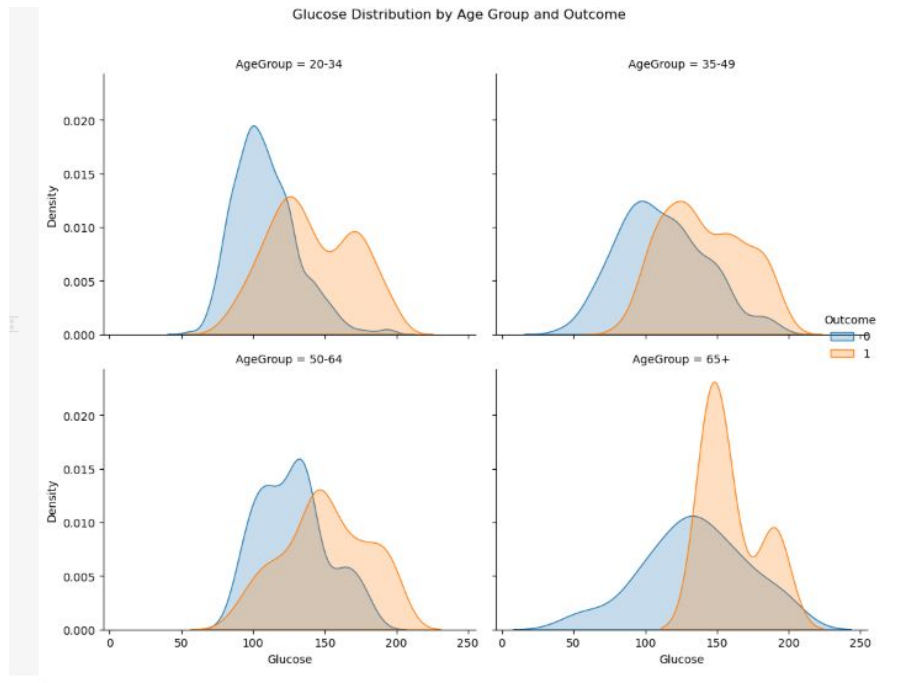 Glucose Distribution by Age Group and Outcome
AgeGroup = 20-34
AgeGroup = 35-49
0.020
0.015
0.010
0.005
0.000
Density
Outcome
0
1
AgeGroup = 50-64
AgeGroup = 65+
0.020
0.015
0.010
0.005
0.000
Density
0 50 100 150 200 250
0 50 100 150 200 250
Glucose
Glucose